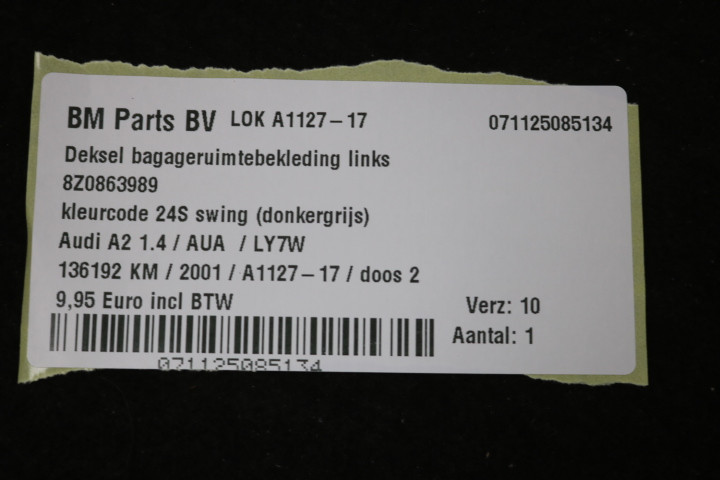 BM Parts BV LOK A1127-17 071125085134
Deksel bagageruimtebekleding links
8Z0863989
kleurcode 24S swing (donkergrijs)
Audi A2 1.4 / AUA / LY7W
136192 KM / 2001 / A1127-17 / doos 2
9,95 Euro incl BTW Verz: 10
Aantal: 1
071125085134